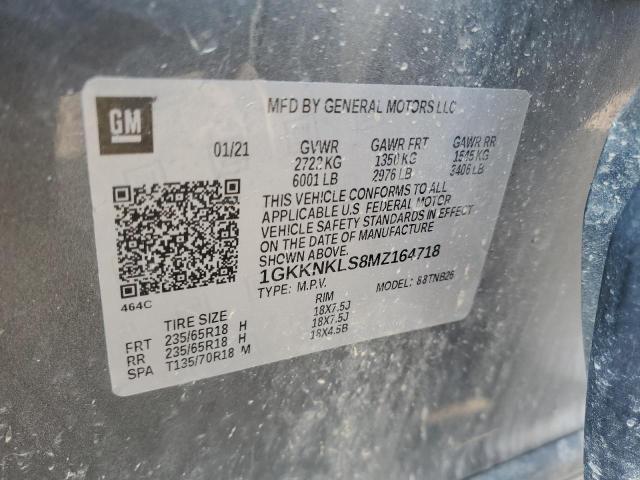 GM
MFD BY GENERAL MOTORS LLC
01/21
GVWR GAWR FRT GAWR RR
2722 KG 1350 KG 1545 KG
6001 LB 2976 LB 3406 LB
THIS VEHICLE CONFORMS TO ALL
APPLICABLE U.S. FEDERAL MOTOR
VEHICLE SAFETY STANDARDS IN EFFECT
ON THE DATE OF MANUFACTURE SHOWN
1GKKNKLS8MZ164718
TYPE: M.P.V. MODEL:
464C
TIRE SIZE RIM
FRT 235/65R18 H 18X7.5J
RR 235/65R18 H 18X7.5J
SPA T135/70R18 M 18X4.5B